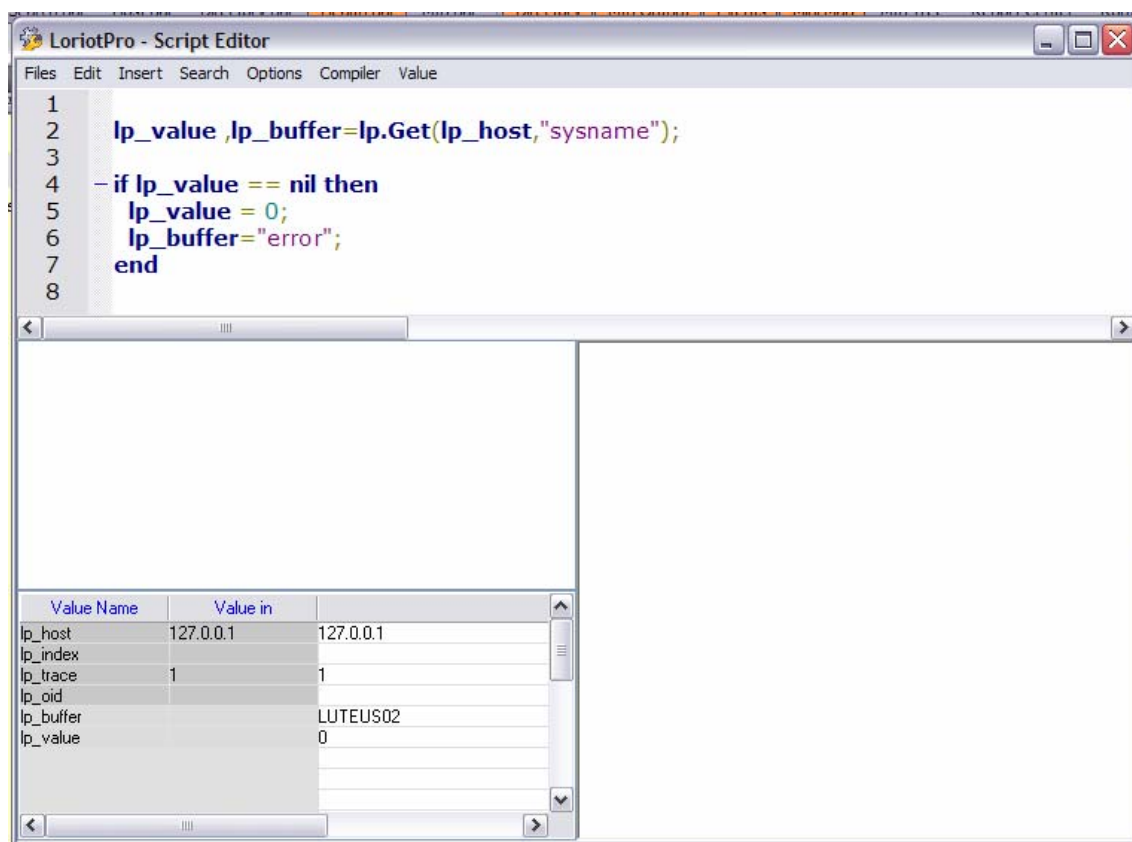 LoriotPro - Script Editor
Files Edit Insert Search Options Compiler Value
1
2 lp_value ,lp_buffer=lp.Get(lp_host,"sysname");
3
4 if lp_value == nil then
5 lp_value = 0;
6 lp_buffer="error";
7 end
8
Value Name Value in
lp_host 127.0.0.1 127.0.0.1
lp_index
lp_trace 1 1
lp_oid
lp_buffer LUTEUS02
lp_value 0